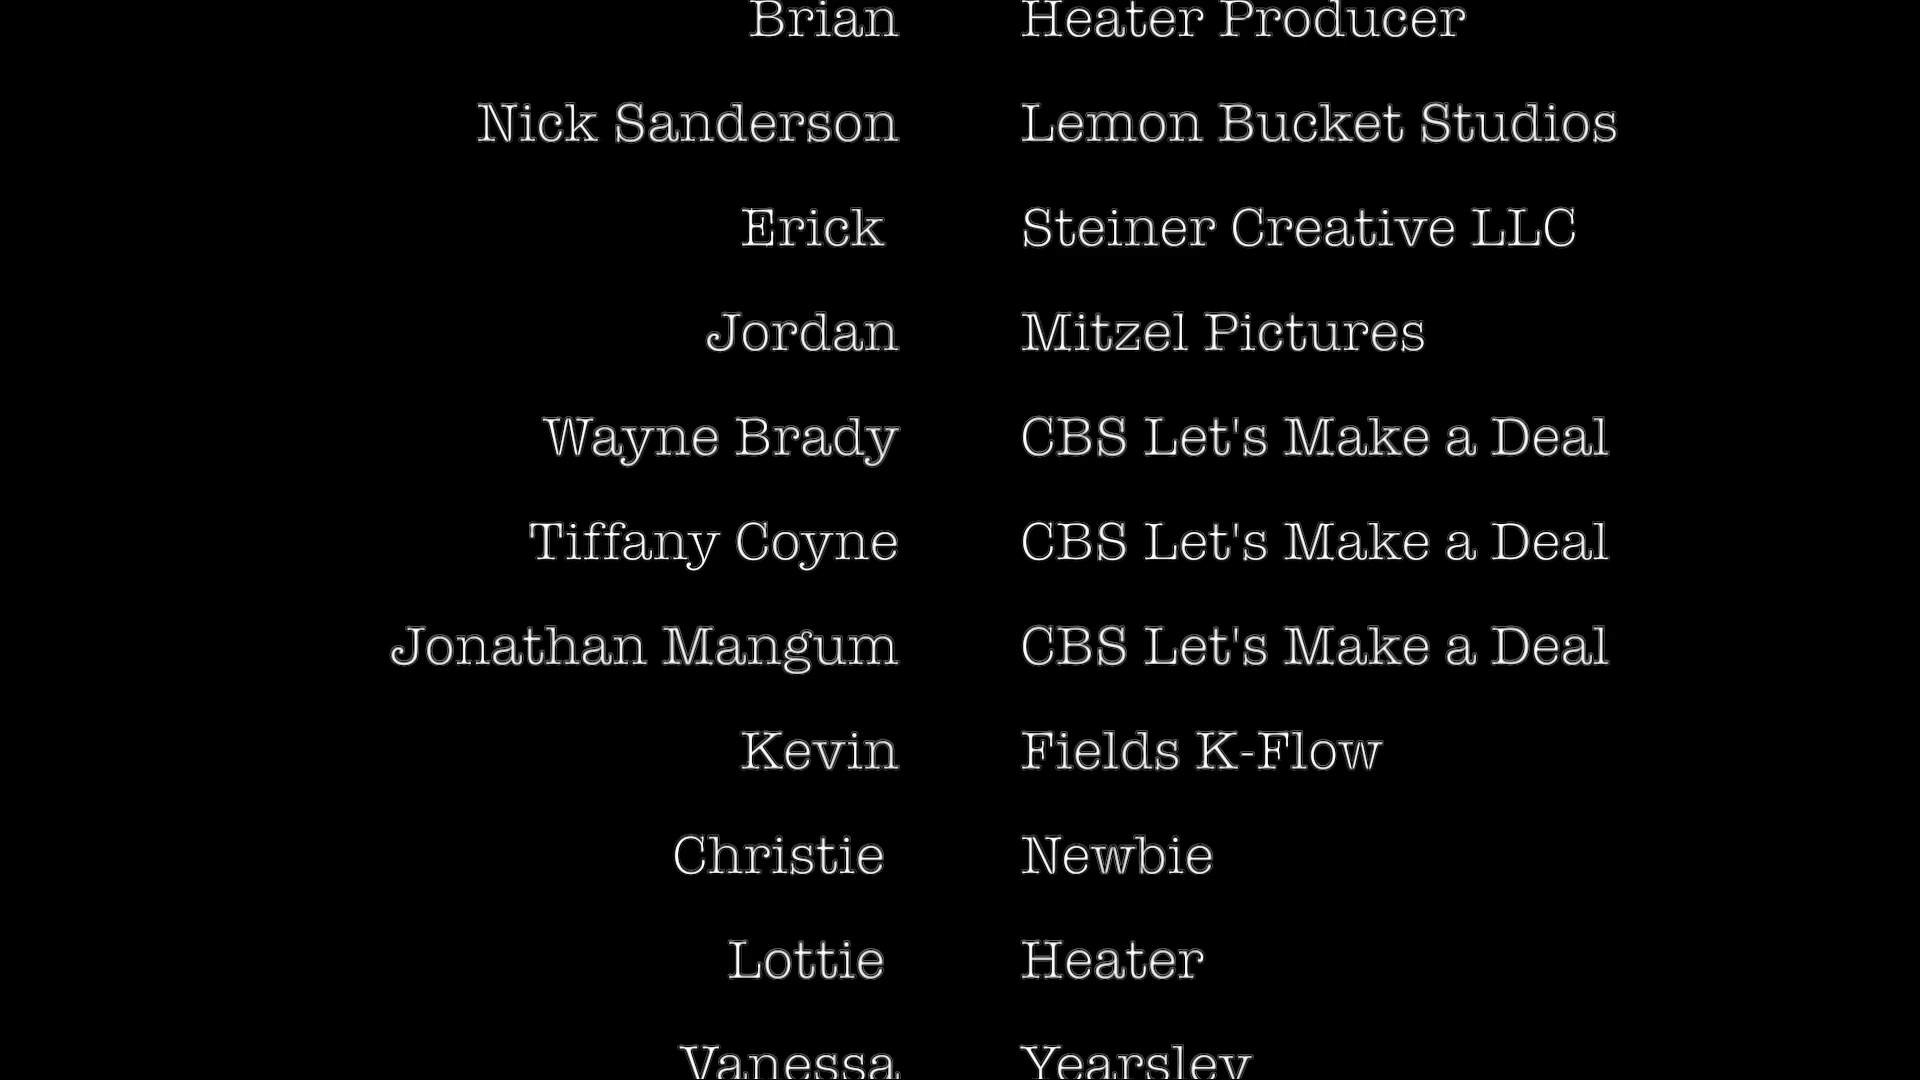 Brian Heater Producer
Nick Sanderson Lemon Bucket Studios
Erick Steiner Creative LLC
Jordan Mitzel Pictures
Wayne Brady CBS Let's Make a Deal
Tiffany Coyne CBS Let's Make a Deal
Jonathan Mangum CBS Let's Make a Deal
Kevin Fields K-Flow
Christie Newbie
Lottie Heater
Vanessa Yearsley